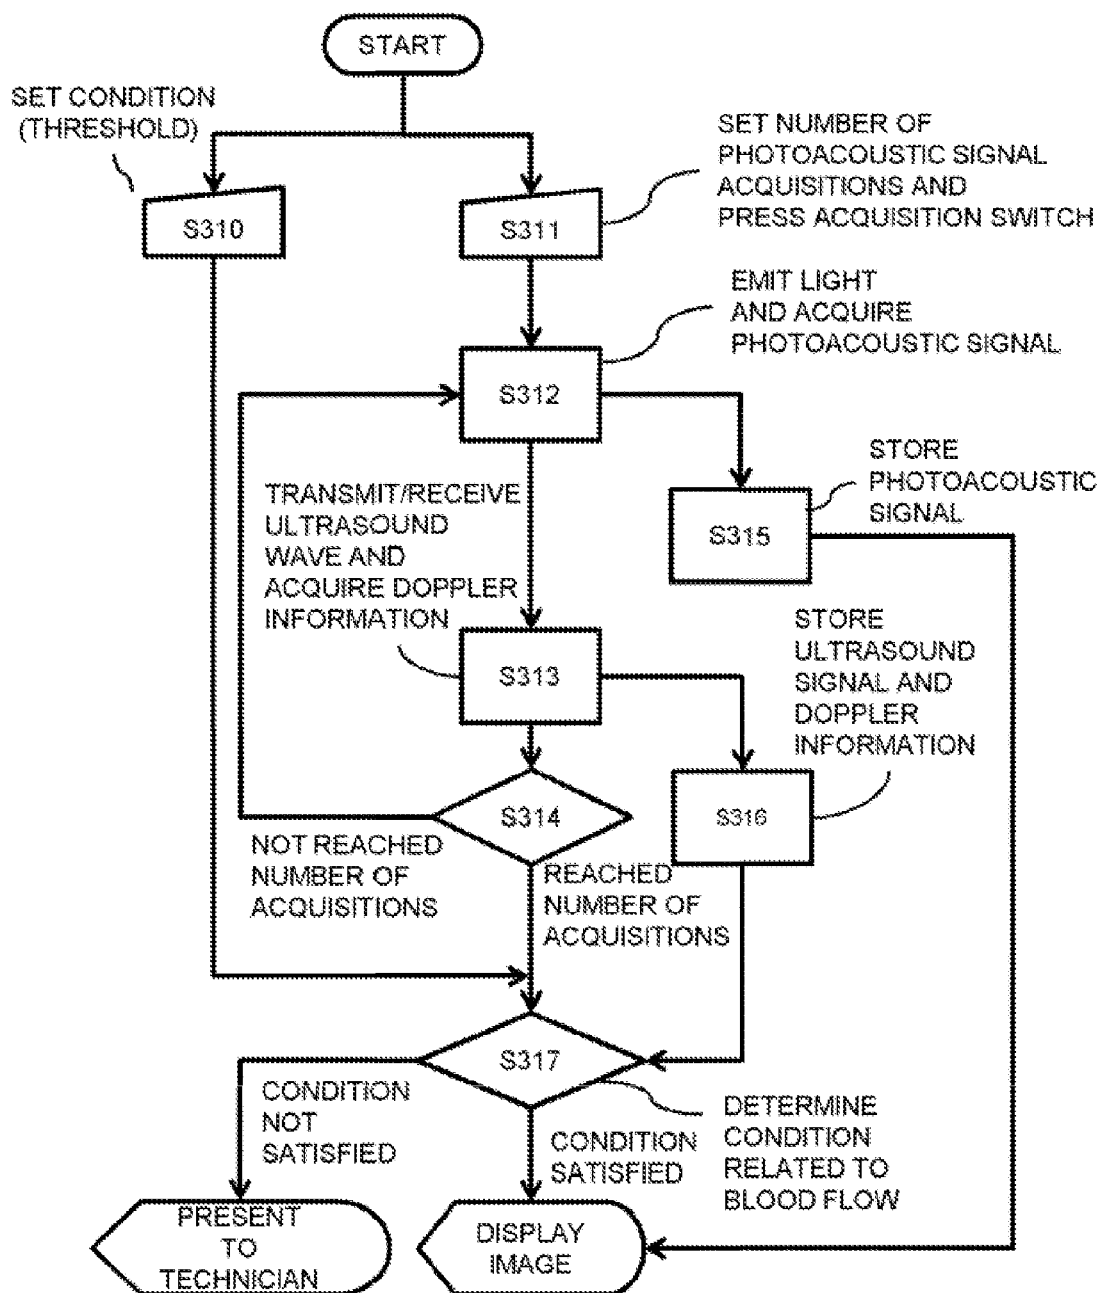 START
SET CONDITION
(THRESHOLD)
SET NUMBER OF
PHOTOACOUSTIC SIGNAL
ACQUISITIONS AND
PRESS ACQUISITION SWITCH
S310
S311
EMIT LIGHT
AND ACQUIRE
PHOTOACOUSTIC SIGNAL
S312
STORE
PHOTOACOUSTIC
SIGNAL
S315
TRANSMIT/RECEIVE
ULTRASOUND
WAVE AND
ACQUIRE DOPPLER
INFORMATION
S313
STORE
ULTRASOUND
SIGNAL AND
DOPPLER
INFORMATION
S314
S316
NOT REACHED
NUMBER OF
ACQUISITIONS
REACHED
NUMBER OF
ACQUISITIONS
S317
CONDITION
NOT
SATISFIED
CONDITION
SATISFIED
DETERMINE
CONDITION
RELATED TO
BLOOD FLOW
PRESENT
TO
TECHNICIAN
DISPLAY
IMAGE